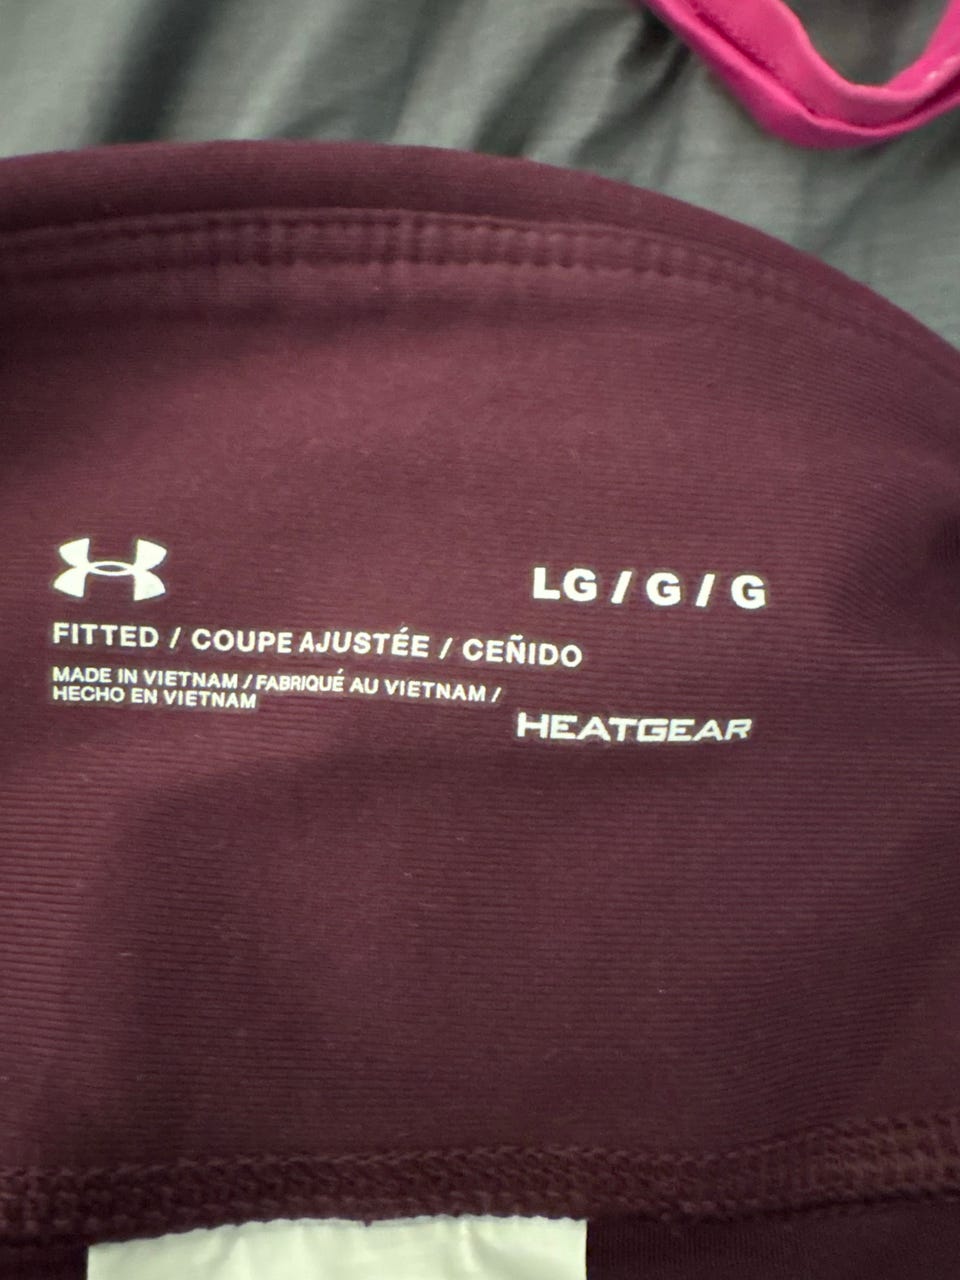 LG / G / G
FITTED / COUPE AJUSTÉE / CEÑIDO
MADE IN VIETNAM / FABRIQUÉ AU VIETNAM /
HECHO EN VIETNAM
HEATGEAR